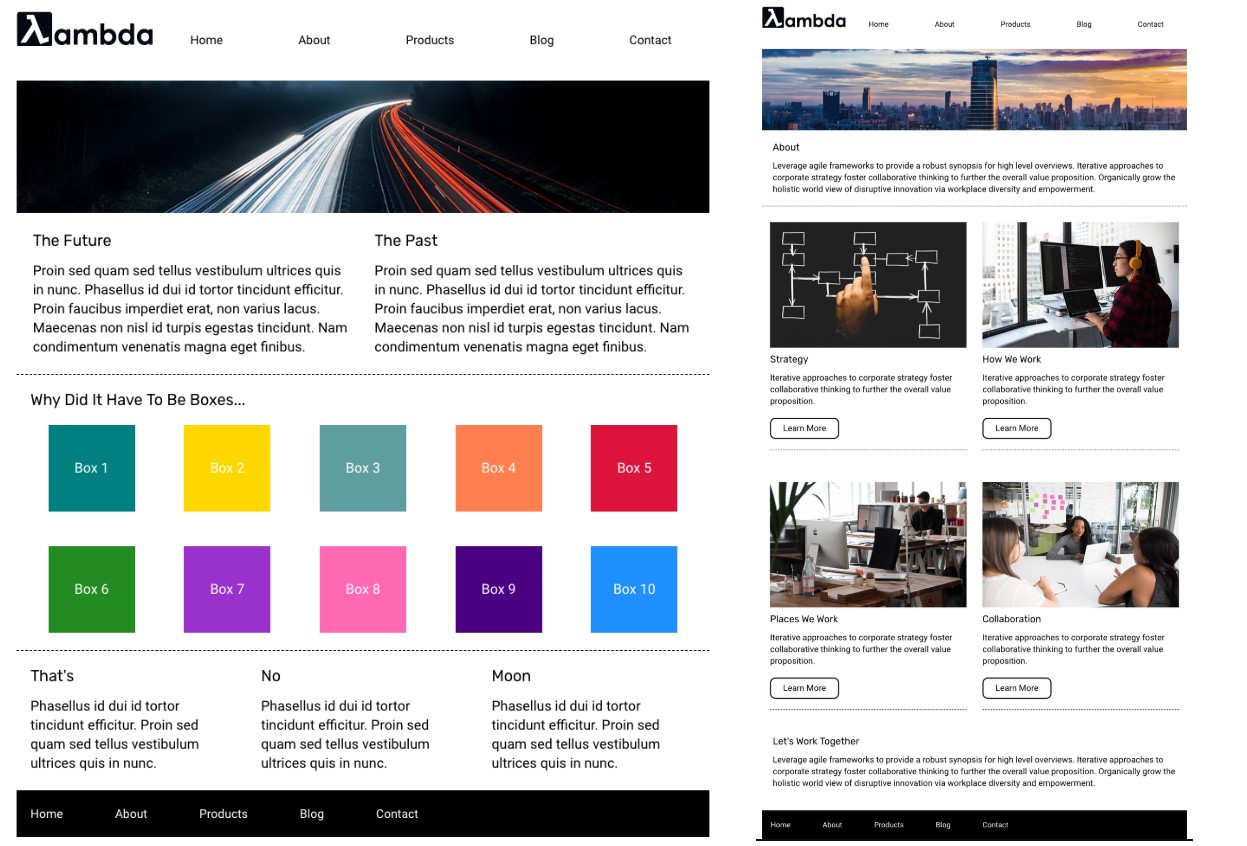 λambda
Home About Products Blog Contact
The Future
Proin sed quam sed tellus vestibulum ultrices quis
in nunc. Phasellus id dui id tortor tincidunt efficitur.
Proin faucibus imperdiet erat, non varius lacus.
Maecenas non nisl id turpis egestas tincidunt. Nam
condimentum venenatis magna eget finibus.
The Past
Proin sed quam sed tellus vestibulum ultrices quis
in nunc. Phasellus id dui id tortor tincidunt efficitur.
Proin faucibus imperdiet erat, non varius lacus.
Maecenas non nisl id turpis egestas tincidunt. Nam
condimentum venenatis magna eget finibus.
Why Did It Have To Be Boxes...
Box 1 Box 2 Box 3 Box 4 Box 5
Box 6 Box 7 Box 8 Box 9 Box 10
That's
Phasellus id dui id tortor
tincidunt efficitur. Proin sed
quam sed tellus vestibulum
ultrices quis in nunc.
No
Phasellus id dui id tortor
tincidunt efficitur. Proin sed
quam sed tellus vestibulum
ultrices quis in nunc.
Moon
Phasellus id dui id tortor
tincidunt efficitur. Proin sed
quam sed tellus vestibulum
ultrices quis in nunc.
Home About Products Blog Contact
λambda
Home About Products Blog Contact
About
Leverage agile frameworks to provide a robust synopsis for high level overviews. Iterative approaches to
corporate strategy foster collaborative thinking to further the overall value proposition. Organically grow the
holistic world view of disruptive innovation via workplace diversity and empowerment.
Strategy
Iterative approaches to corporate strategy foster
collaborative thinking to further the overall value
proposition.
Learn More
How We Work
Iterative approaches to corporate strategy foster
collaborative thinking to further the overall value
proposition.
Learn More
Places We Work
Iterative approaches to corporate strategy foster
collaborative thinking to further the overall value
proposition.
Learn More
Collaboration
Iterative approaches to corporate strategy foster
collaborative thinking to further the overall value
proposition.
Learn More
Let's Work Together
Leverage agile frameworks to provide a robust synopsis for high level overviews. Iterative approaches to
corporate strategy foster collaborative thinking to further the overall value proposition. Organically grow the
holistic world view of disruptive innovation via workplace diversity and empowerment.
Home About Products Blog Contact